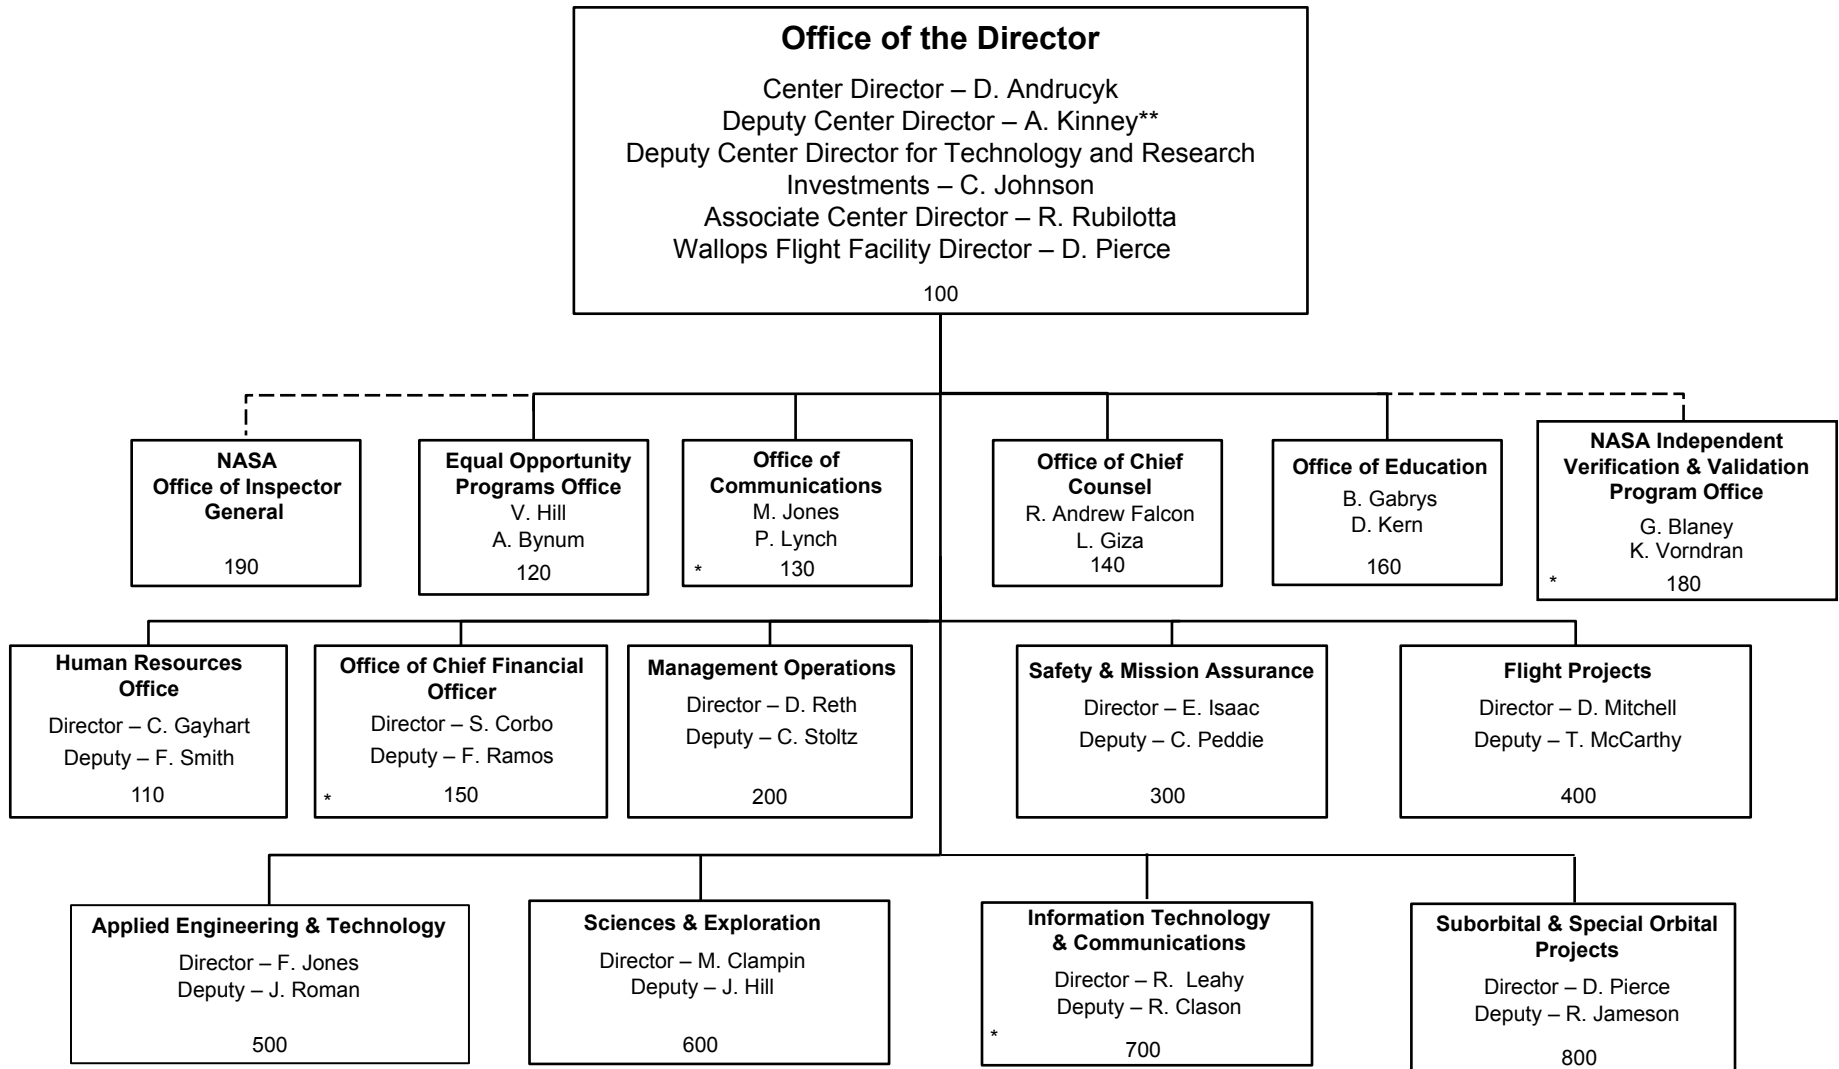 Office of the Director
Center Director – D. Andrucyk
Deputy Center Director – A. Kinney**
Deputy Center Director for Technology and Research
Investments – C. Johnson
Associate Center Director – R. Rubilotta
Wallops Flight Facility Director – D. Pierce
100
NASA
Office of Inspector
General
190
Equal Opportunity
Programs Office
V. Hill
A. Bynum
120
Office of
Communications
M. Jones
P. Lynch
* 130
Office of Chief
Counsel
R. Andrew Falcon
L. Giza
140
Office of Education
B. Gabrys
D. Kern
160
NASA Independent
Verification & Validation
Program Office
G. Blaney
K. Vorndran
* 180
Human Resources
Office
Director – C. Gayhart
Deputy – F. Smith
110
Office of Chief Financial
Officer
Director – S. Corbo
Deputy – F. Ramos
* 150
Management Operations
Director – D. Reth
Deputy – C. Stoltz
200
Safety & Mission Assurance
Director – E. Isaac
Deputy – C. Peddie
300
Flight Projects
Director – D. Mitchell
Deputy – T. McCarthy
400
Applied Engineering & Technology
Director – F. Jones
Deputy – J. Roman
500
Sciences & Exploration
Director – M. Clampin
Deputy – J. Hill
600
Information Technology
& Communications
Director – R. Leahy
Deputy – R. Clason
* 700
Suborbital & Special Orbital
Projects
Director – D. Pierce
Deputy – R. Jameson
800